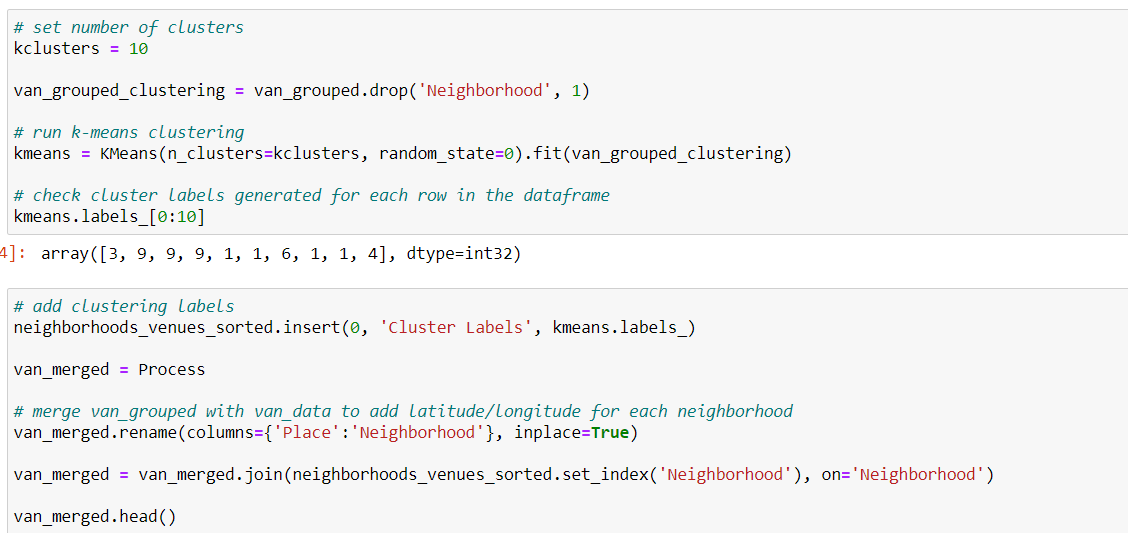 # set number of clusters
kclusters = 10
van_grouped_clustering = van_grouped.drop('Neighborhood', 1)
# run k-means clustering
kmeans = KMeans(n_clusters=kclusters, random_state=0).fit(van_grouped_clustering)
# check cluster labels generated for each row in the dataframe
kmeans.labels_[0:10]
4]: array([3, 9, 9, 9, 1, 1, 6, 1, 1, 4], dtype=int32)
# add clustering labels
neighborhoods_venues_sorted.insert(0, 'Cluster Labels', kmeans.labels_)
van_merged = Process
# merge van_grouped with van_data to add latitude/longitude for each neighborhood
van_merged.rename(columns={'Place':'Neighborhood'}, inplace=True)
van_merged = van_merged.join(neighborhoods_venues_sorted.set_index('Neighborhood'), on='Neighborhood')
van_merged.head()